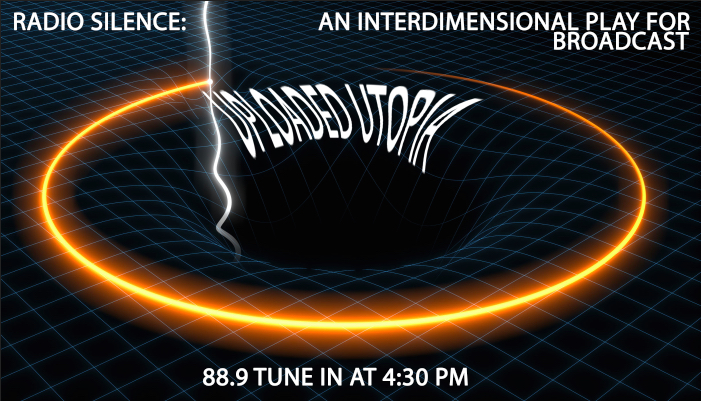 RADIO SILENCE:
AN INTERDIMENSIONAL PLAY FOR
BROADCAST
UPLOADED UTOPIA
88.9 TUNE IN AT 4:30 PM